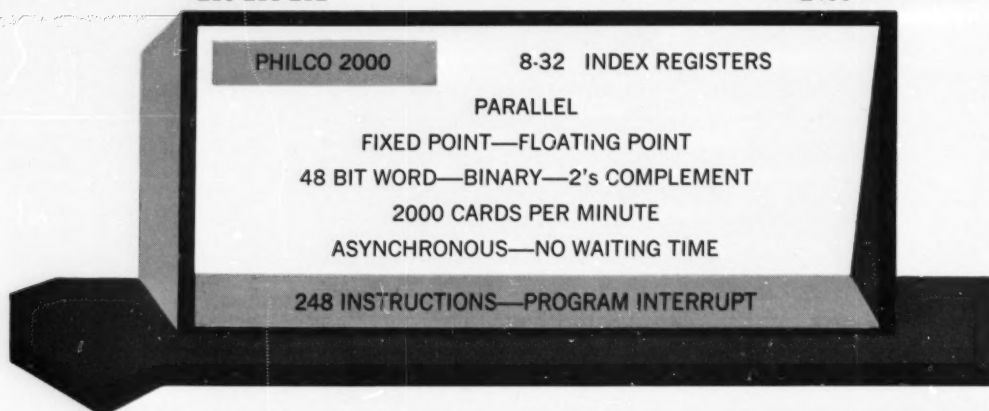 PHILCO 2000 8-32 INDEX REGISTERS
PARALLEL
FIXED POINT—FLOATING POINT
48 BIT WORD—BINARY—2's COMPLEMENT
2000 CARDS PER MINUTE
ASYNCHRONOUS—NO WAITING TIME
248 INSTRUCTIONS—PROGRAM INTERRUPT